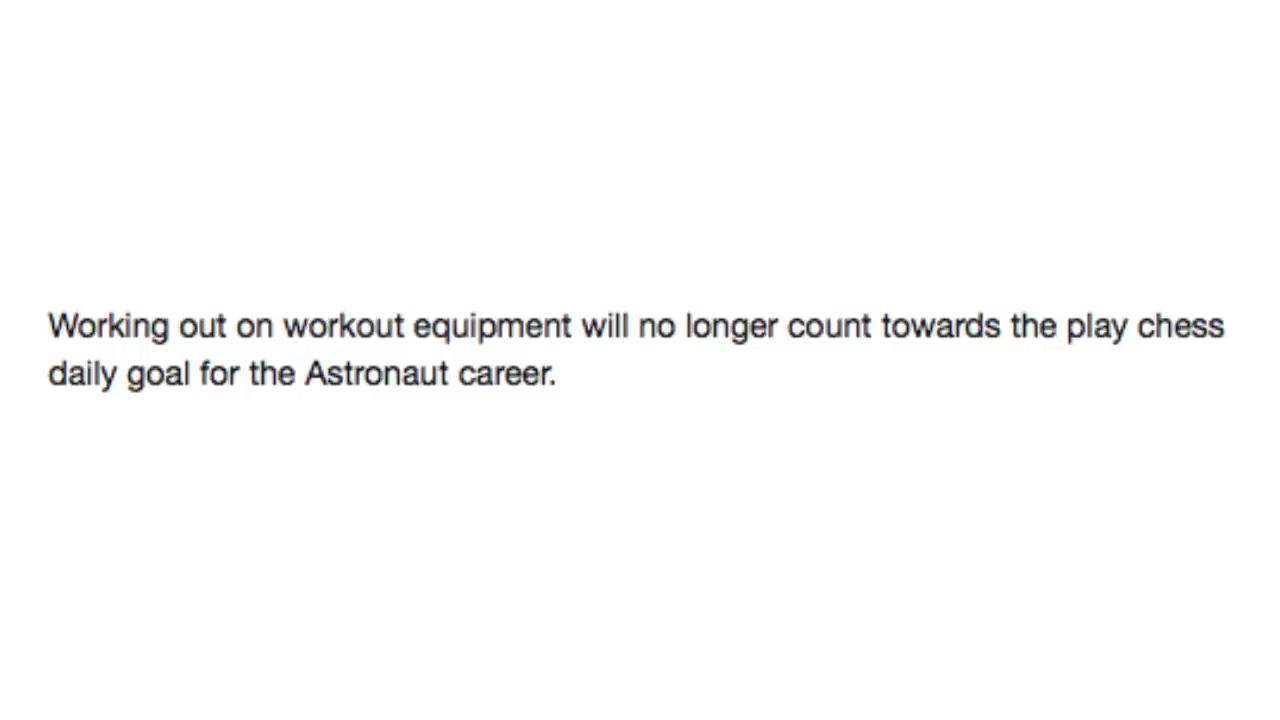 Working out on workout equipment will no longer count towards the play chess
daily goal for the Astronaut career.